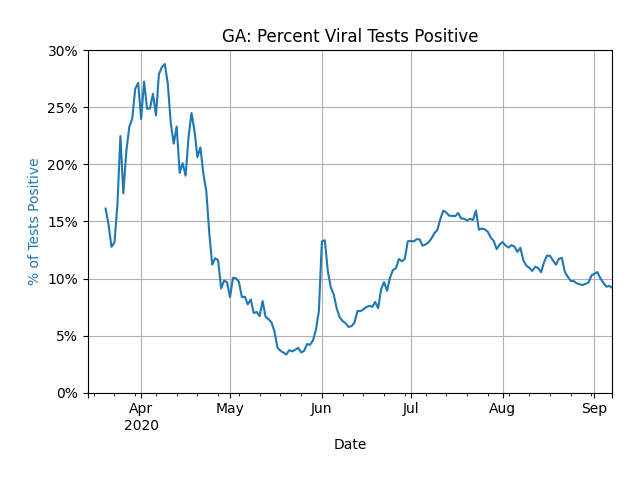 GA: Percent Viral Tests Positive
30%
25%
20%
15%
10%
5%
0%
% of Tests Positive
Apr May Jun Jul Aug Sep
2020
Date